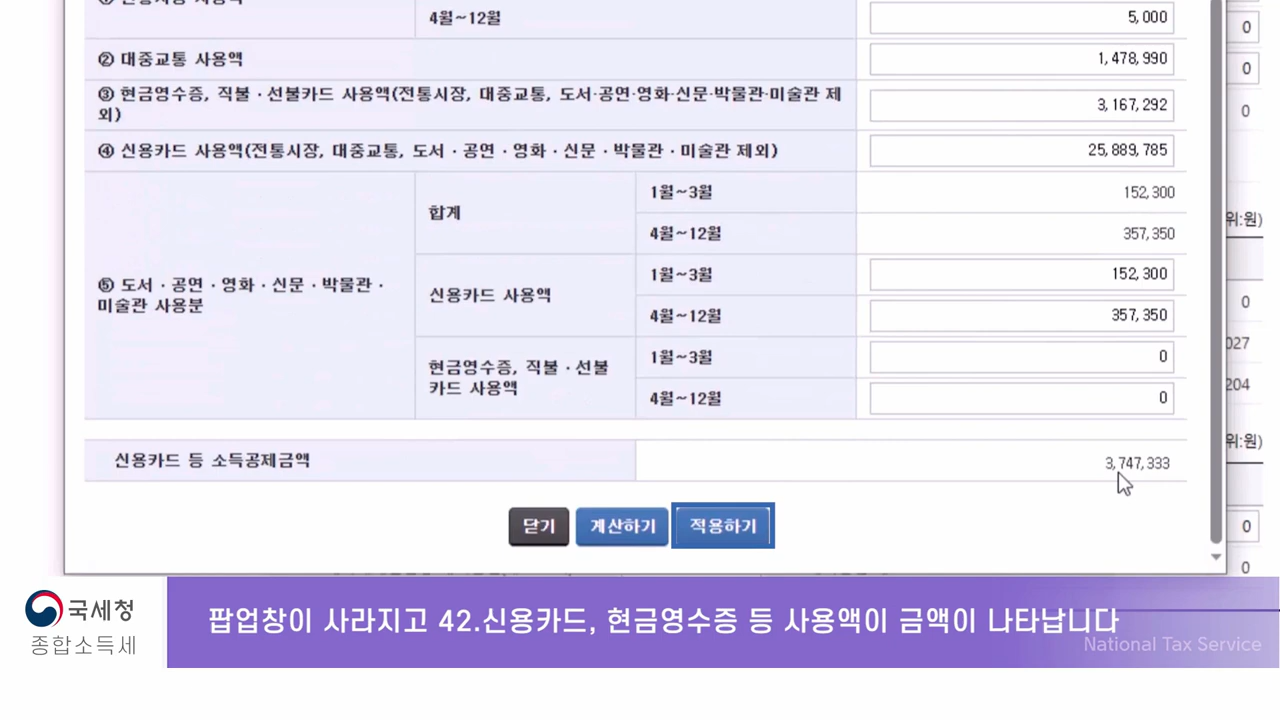 4월~12월
5,000
0
② 대중교통 사용액
1,478,990
0
③ 현금영수증, 직불·선불카드 사용액(전통시장, 대중교통, 도서·공연·영화·신문·박물관·미술관 제
외)
3,167,292
0
④ 신용카드 사용액(전통시장, 대중교통, 도서·공연·영화·신문·박물관·미술관 제외)
25,889,785
⑤ 도서·공연·영화·신문·박물관·
미술관 사용분
합계
1월~3월
152,300
위:원)
4월~12월
357,350
신용카드 사용액
1월~3월
152,300
0
4월~12월
357,350
027
현금영수증, 직불·선불
카드 사용액
1월~3월
0
204
4월~12월
0
위:원)
신용카드 등 소득공제금액
3,747,333
닫기
계산하기
적용하기
0
0
국세청
종합소득세
팝업창이 사라지고 42.신용카드, 현금영수증 등 사용액이 금액이 나타납니다
National Tax Service